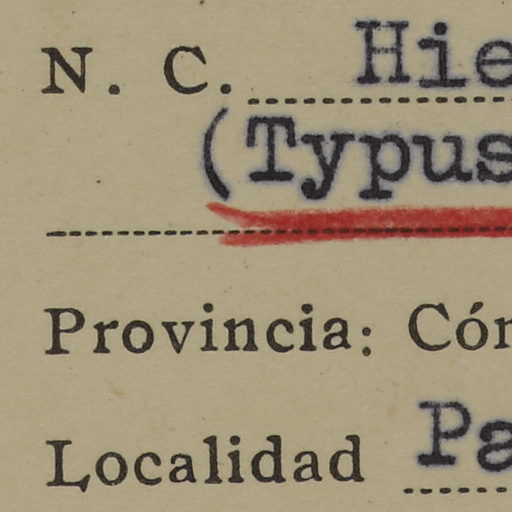 N. C. Hie
(Typus
Provincia: Cór
Localidad Pa